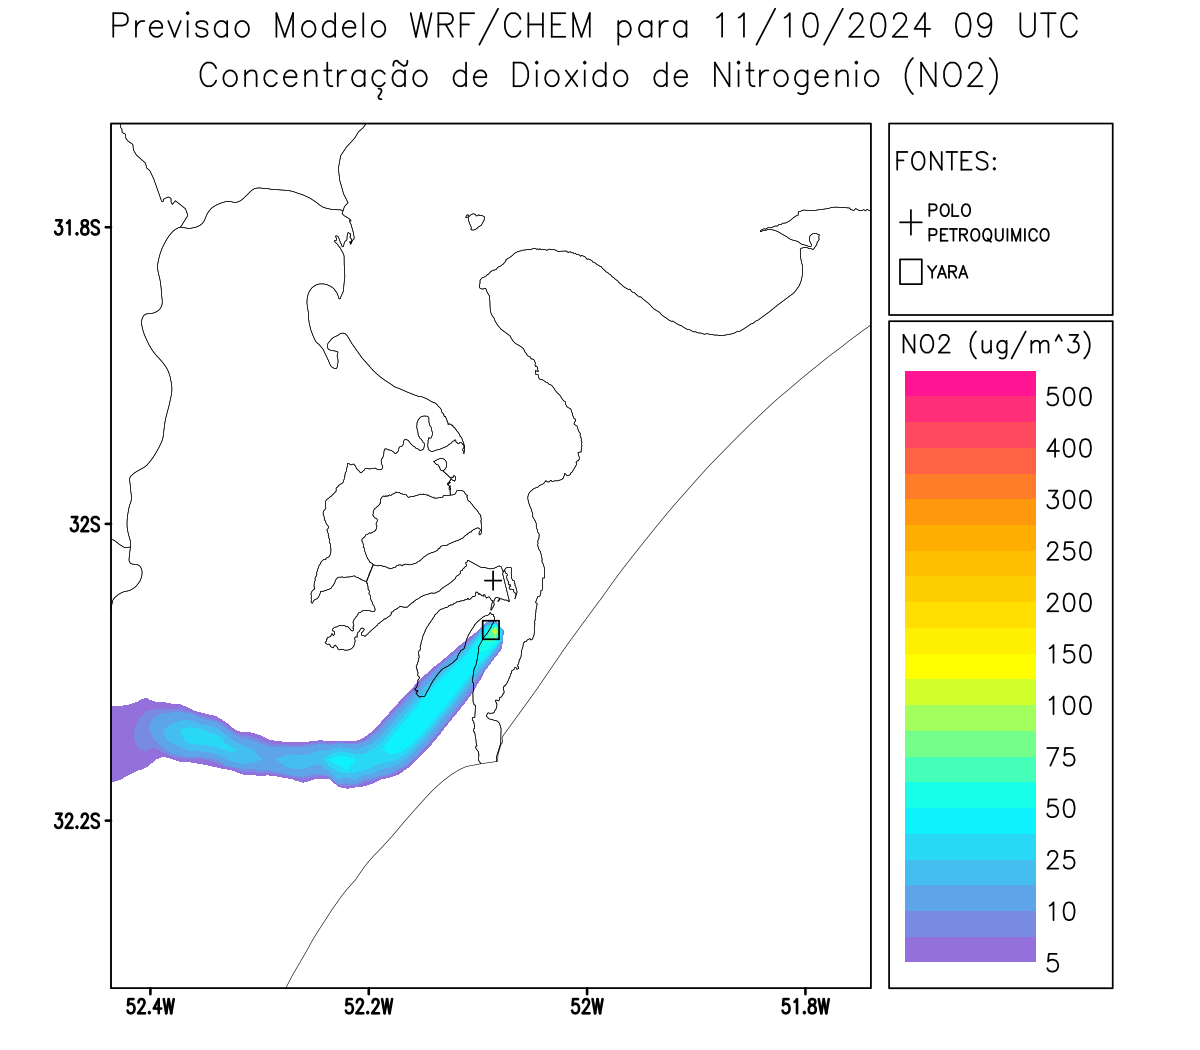 Previsao Modelo WRF/CHEM para 11/10/2024 09 UTC
Concentração de Dioxido de Nitrogenio (NO2)
FONTES:
POLO
PETROQUIMICO
YARA
NO2 (ug/m^3)
500
400
300
250
200
150
100
75
50
25
10
5
31.8S
32S
32.2S
52.4W
52.2W
52W
51.8W